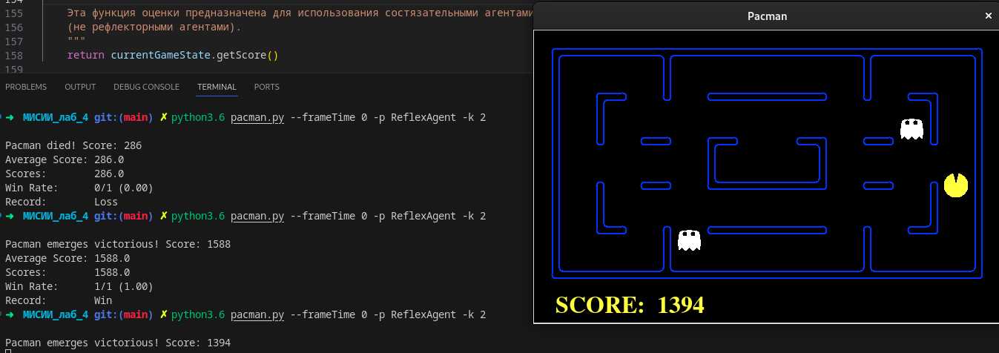 155 Эта функция оценки предназначена для использования состязательными агентами
156 (не рефлекторными агентами).
157 """
158 return currentGameState.getScore()
159
PROBLEMS OUTPUT DEBUG CONSOLE TERMINAL PORTS
➜ МИСИИ_лаб_4 git:(main) ✗ python3.6 pacman.py --frameTime 0 -p ReflexAgent -k 2
Pacman died! Score: 286
Average Score: 286.0
Scores: 286.0
Win Rate: 0/1 (0.00)
Record: Loss
➜ МИСИИ_лаб_4 git:(main) ✗ python3.6 pacman.py --frameTime 0 -p ReflexAgent -k 2
Pacman emerges victorious! Score: 1588
Average Score: 1588.0
Scores: 1588.0
Win Rate: 1/1 (1.00)
Record: Win
➜ МИСИИ_лаб_4 git:(main) ✗ python3.6 pacman.py --frameTime 0 -p ReflexAgent -k 2
Pacman emerges victorious! Score: 1394
Pacman ×
SCORE: 1394